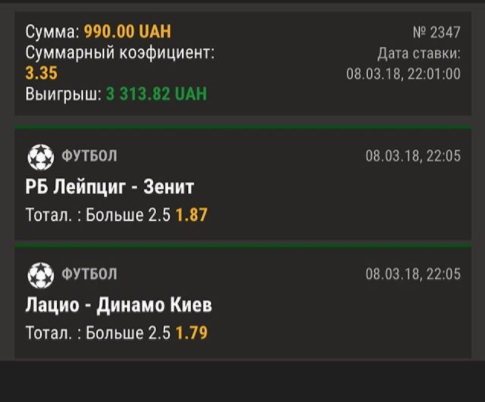 Сумма: 990.00 UAH
№ 2347
Суммарный коэфициент:
3.35
Дата ставки:
08.03.18, 22:01:00
Выигрыш: 3 313.82 UAH
ФУТБОЛ
08.03.18, 22:05
РБ Лейпциг - Зенит
Тотал. : Больше 2.5 1.87
ФУТБОЛ
08.03.18, 22:05
Лацио - Динамо Киев
Тотал. : Больше 2.5 1.79